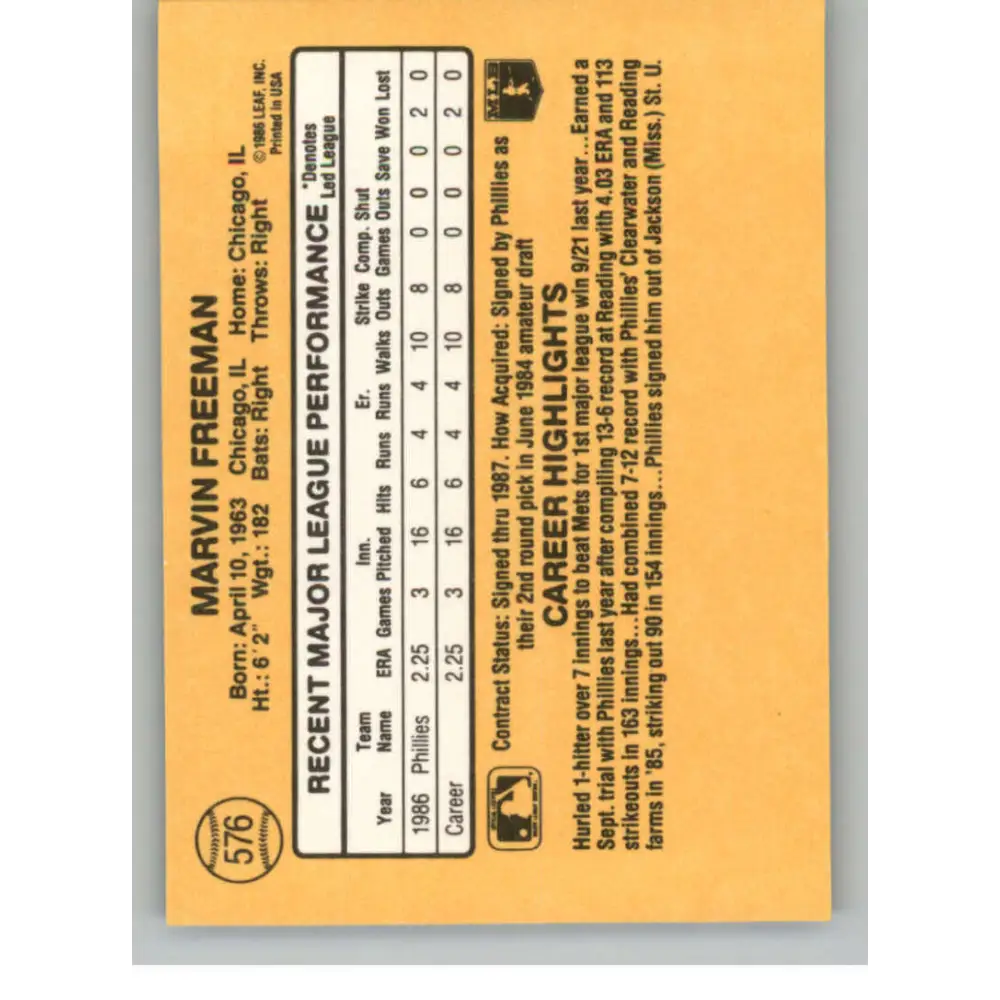 576
MARVIN FREEMAN
Born: April 10, 1963 Chicago, IL Home: Chicago, IL
Ht.: 6'2" Wgt.: 182 Bats: Right Throws: Right
©1986 LEAF, INC.
Printed in USA
RECENT MAJOR LEAGUE PERFORMANCE
*Denotes
Led League
Team Inn. Er. Strike Comp. Shut
Year Name ERA Games Pitched Hits Runs Runs Walks Outs Games Outs Save Won Lost
1986 Phillies 2.25 3 16 6 4 4 10 8 0 0 0 2 0
Career 2.25 3 16 6 4 4 10 8 0 0 0 2 0
Contract Status: Signed thru 1987. How Acquired: Signed by Phillies as
their 2nd round pick in June 1984 amateur draft
CAREER HIGHLIGHTS
Hurled 1-hitter over 7 innings to beat Mets for 1st major league win 9/21 last year...Earned a
Sept. trial with Phillies last year after compiling 13-6 record at Reading with 4.03 ERA and 113
strikeouts in 163 innings...Had combined 7-12 record with Phillies' Clearwater and Reading
farms in '85, striking out 90 in 154 innings...Phillies signed him out of Jackson (Miss.) St. U.